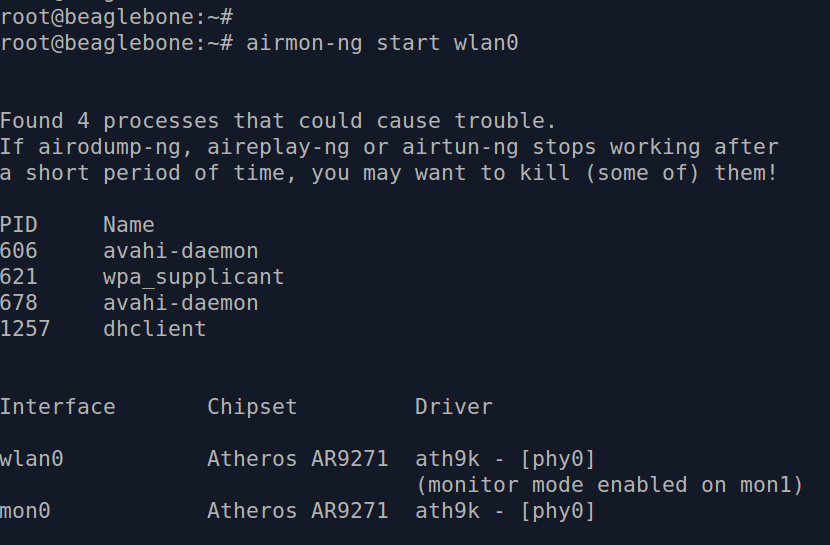 root@beaglebone:~#
root@beaglebone:~# airmon-ng start wlan0
Found 4 processes that could cause trouble.
If airodump-ng, aireplay-ng or airtun-ng stops working after
a short period of time, you may want to kill (some of) them!
PID     Name
606     avahi-daemon
621     wpa_supplicant
678     avahi-daemon
1257    dhclient
Interface       Chipset         Driver
wlan0           Atheros AR9271  ath9k - [phy0]
                                (monitor mode enabled on mon1)
mon0            Atheros AR9271  ath9k - [phy0]